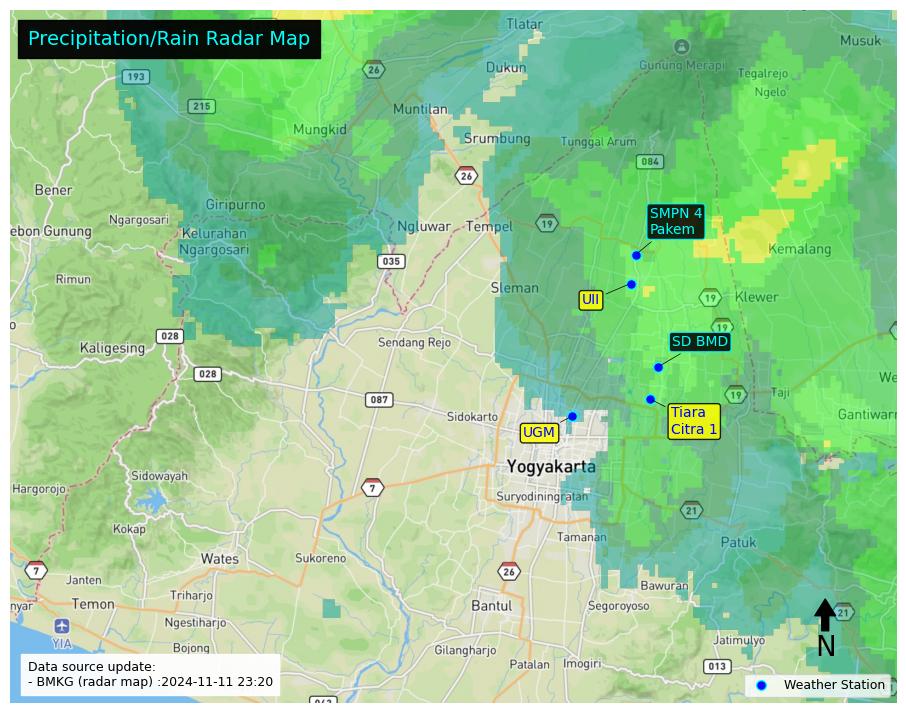 Precipitation/Rain Radar Map
Tlatar
Musuk
Gunung Merapi
Dukun
26
193
Tegalrejo
Ngelo
215
Muntilan
Mungkid
Srumbung
Tunggal Arum
084
26
Bener
Giripurno
Ngargosari
SMPN 4
Pakem
ebon Gunung
Kelurahan
Ngargosari
Ngluwar
Tempel
19
Kemalang
035
Rimun
Sleman
UII
19
Klewer
19
028
Kaligesing
Sendang Rejo
SD BMD
028
087
19
Taji
We
Sidokarto
Tiara
Citra 1
Gantiwarn
UGM
Yogyakarta
Sidowayah
Hargorojo
7
Suryodiningratan
21
Kokap
Tamanan
Patuk
Wates
Sukoreno
7
26
Janten
Bawuran
Triharjo
nyar
Temon
Bantul
Segoroyoso
21
YIA
Ngestiharjo
N
Jatimulyo
Bojong
Gilangharjo
Data source update:
- BMKG (radar map) :2024-11-11 23:20
Patalan
Imogiri
013
Weather Station